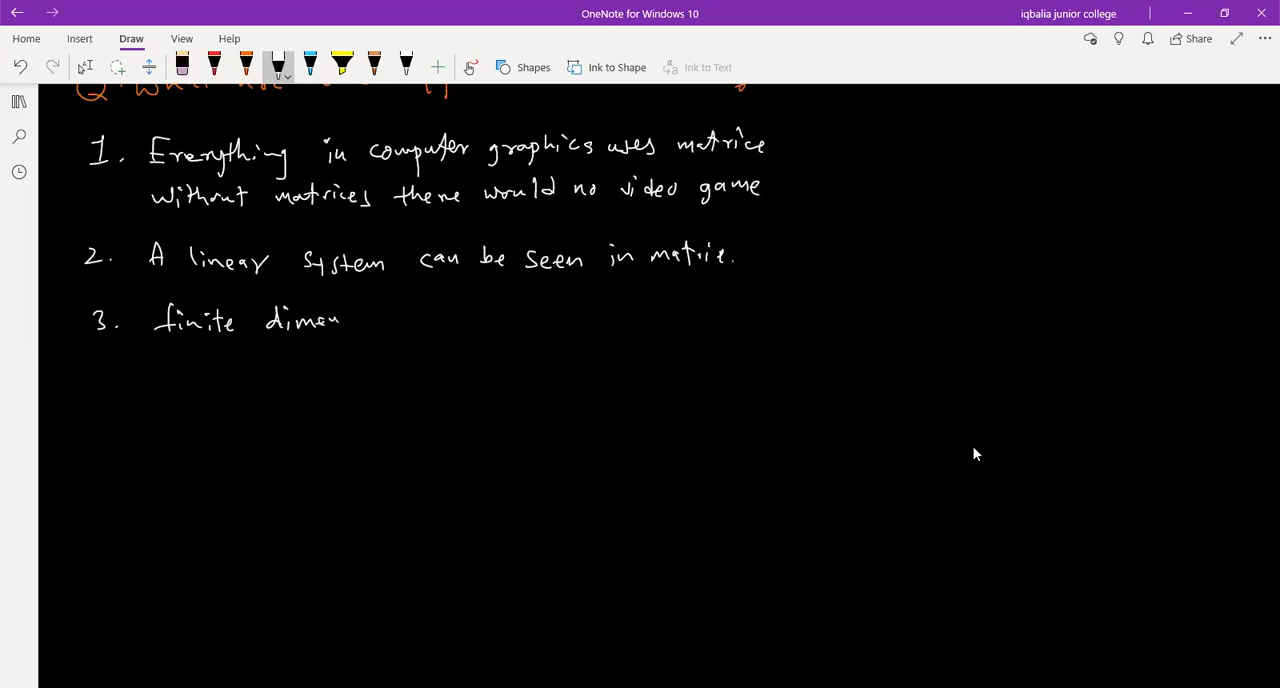 OneNote for Windows 10
iqbalia junior college
Home Insert Draw View Help
Share
Shapes Ink to Shape Ink to Text
Q
1. Everything in computer graphics uses matrice
without matrices there would no video game
2. A linear system can be seen in matrie.
3. finite dimen